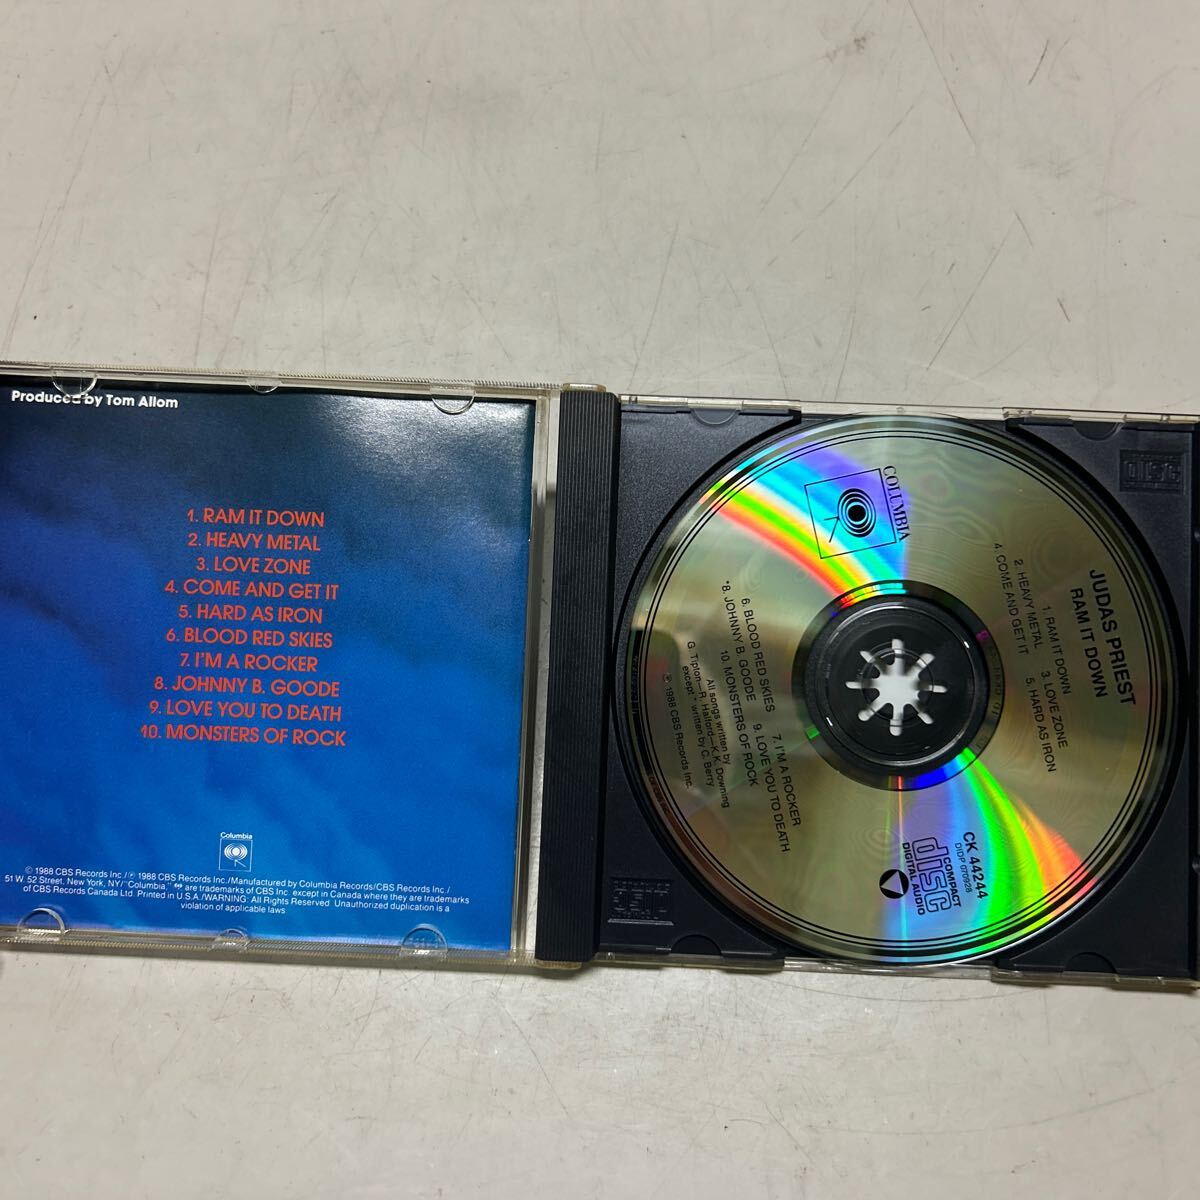 Produced by Tom Allom
1. RAM IT DOWN
2. HEAVY METAL
3. LOVE ZONE
4. COME AND GET IT
5. HARD AS IRON
6. BLOOD RED SKIES
7. I'M A ROCKER
8. JOHNNY B. GOODE
9. LOVE YOU TO DEATH
10. MONSTERS OF ROCK
Columbia
© 1988 CBS Records Inc./℗ 1988 CBS Records Inc./Manufactured by Columbia Records/CBS Records Inc./
51 W. 52 Street, New York, NY/"Columbia," are trademarks of CBS Inc. except in Canada where they are trademarks
of CBS Records Canada Ltd. Printed in U.S.A./WARNING: All Rights Reserved. Unauthorized duplication is a
violation of applicable laws
COLUMBIA
JUDAS PRIEST
RAM IT DOWN
1. RAM IT DOWN
2. HEAVY METAL 3. LOVE ZONE
4. COME AND GET IT 5. HARD AS IRON
6. BLOOD RED SKIES 7. I'M A ROCKER
*8. JOHNNY B. GOODE 9. LOVE YOU TO DEATH
10. MONSTERS OF ROCK
All songs written by
G. Tipton—R. Halford—K.K. Downing
except* written by C. Berry
℗ 1988 CBS Records Inc.
CK 44244
DIDP 070928
COMPACT
disc
DIGITAL AUDIO
DISC